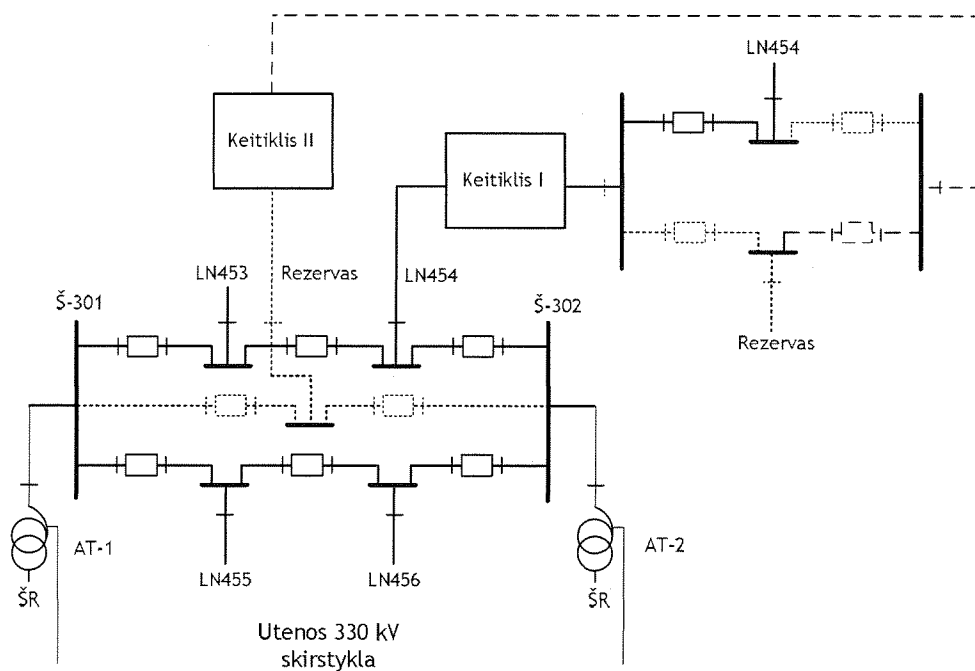 LN454
Keitiklis II
Keitiklis I
LN453
Rezervas
LN454
Š-301
Š-302
Rezervas
AT-1
AT-2
ŠR
LN455
LN456
ŠR
Utenos 330 kV
skirstykla